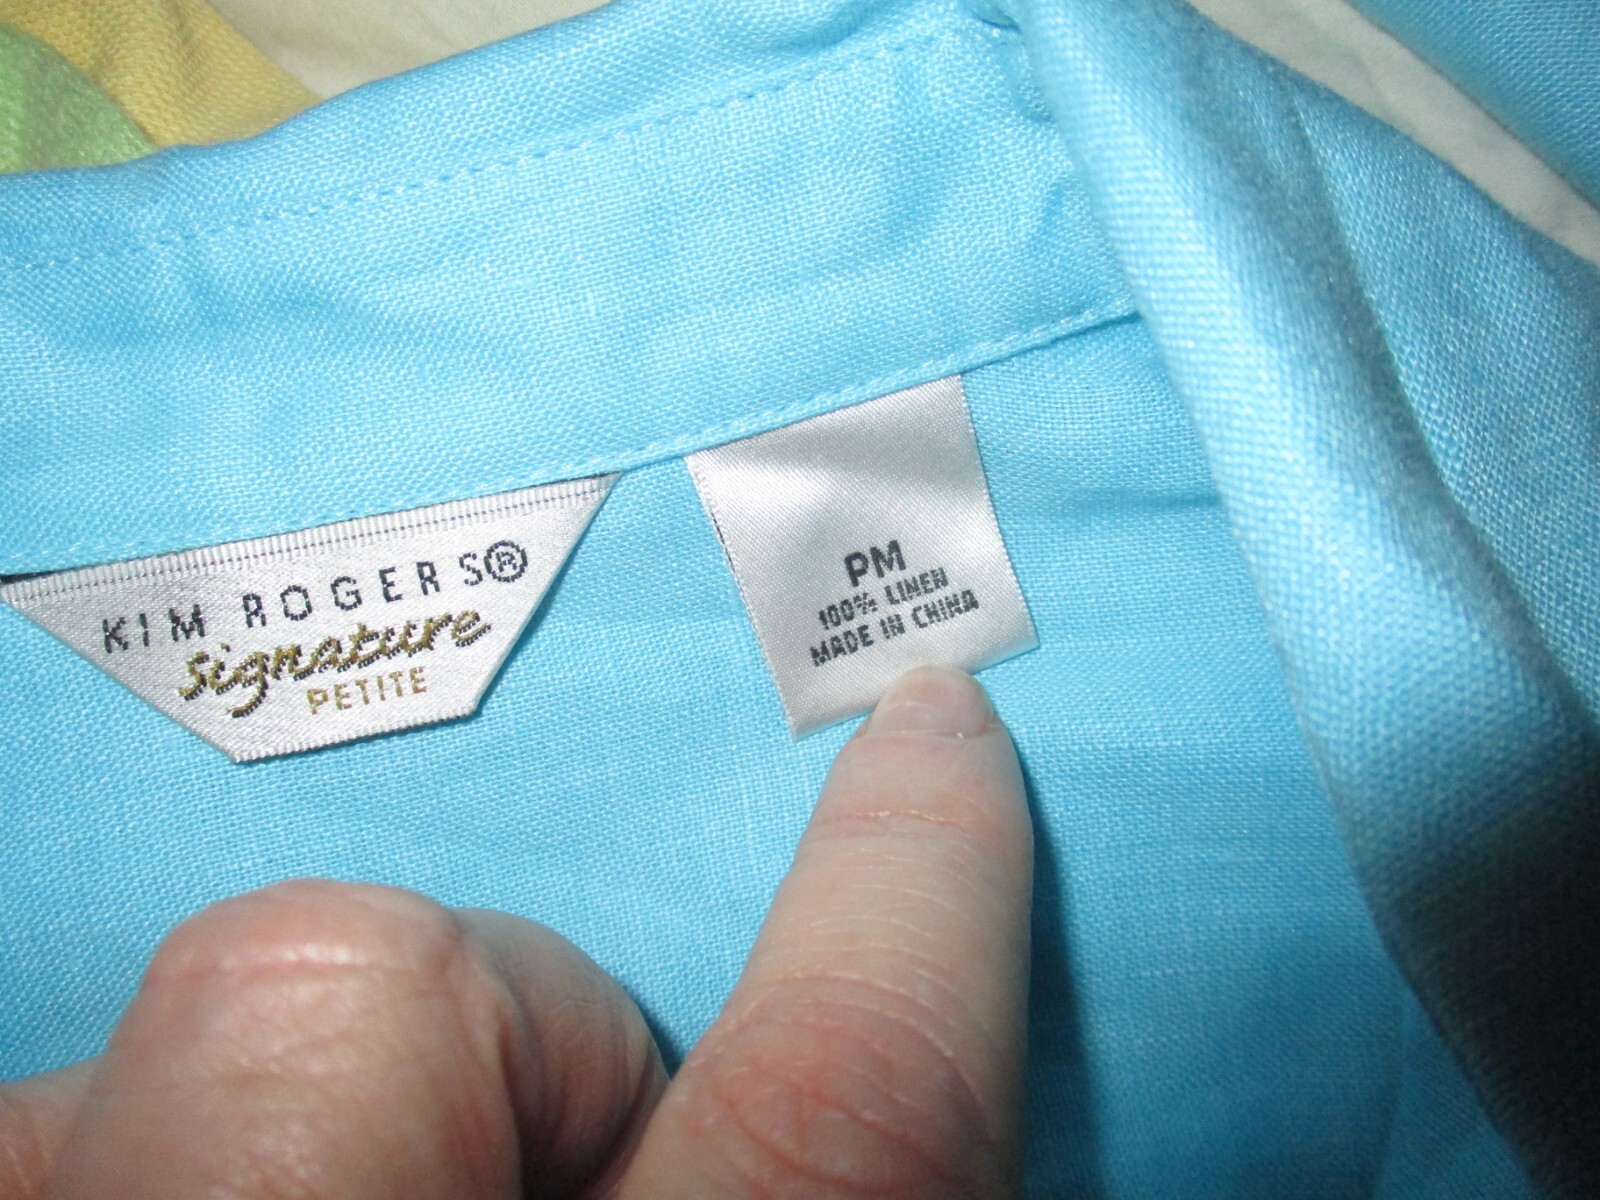 KIM ROGERS®
signature
PETITE
PM
100% LINEN
MADE IN CHINA